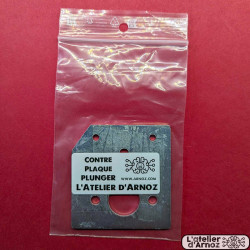 CONTRE
PLAQUE
PLUNGER
WWW.ARNOZ.COM
L'ATELIER D'ARNOZ
L'atelier
d'Arnoz